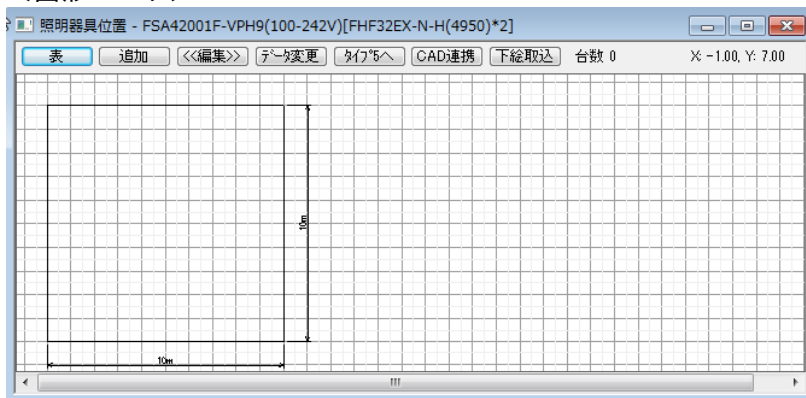 照明器具位置 - FSA42001F-VPH9(100-242V)[FHF32EX-N-H(4950)*2]
表 追加 <<編集>> ﾃﾞｰﾀ変更 ﾀｲﾌﾟ5へ CAD連携 下絵取込 台数 0 X: -1.00, Y: 7.00
10m
10m